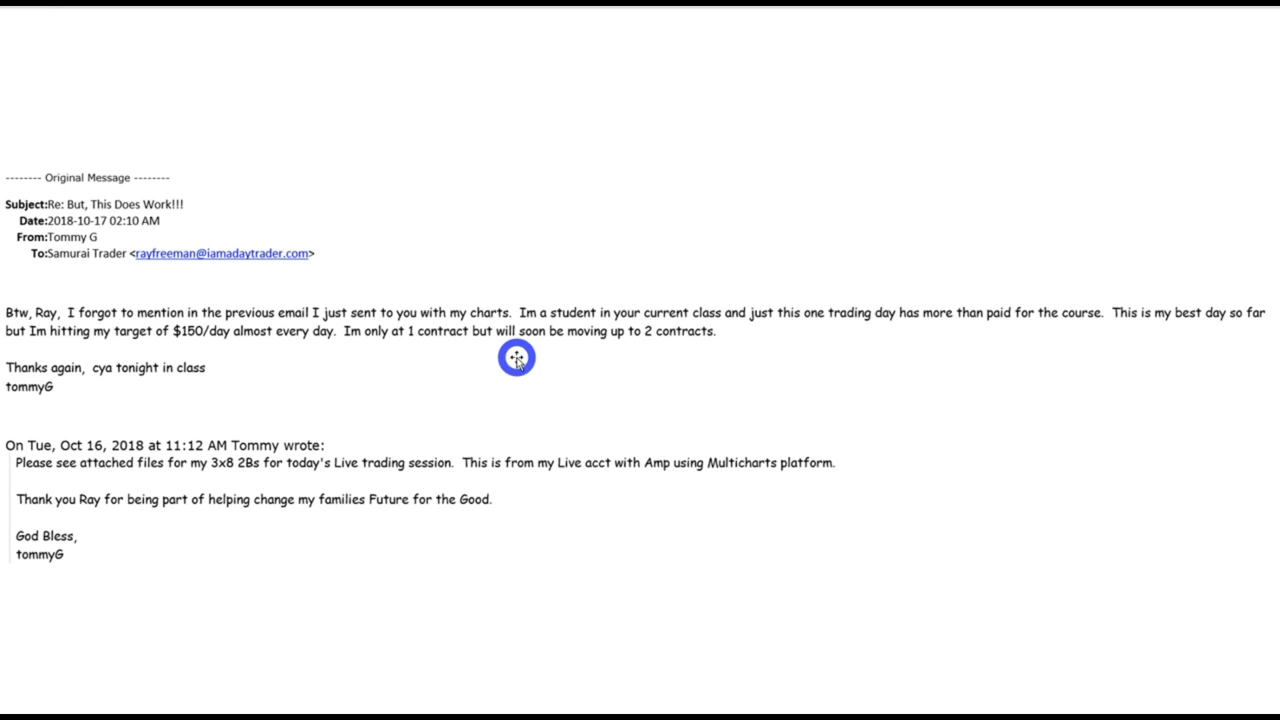 -------- Original Message --------
Subject:Re: But, This Does Work!!!
Date:2018-10-17 02:10 AM
From:Tommy G
To:Samurai Trader <rayfreeman@iamadaytrader.com>
Btw, Ray,  I forgot to mention in the previous email I just sent to you with my charts.  Im a student in your current class and just this one trading day has more than paid for the course.  This is my best day so far
but Im hitting my target of $150/day almost every day.  Im only at 1 contract but will soon be moving up to 2 contracts.
Thanks again,  cya tonight in class
tommyG
On Tue, Oct 16, 2018 at 11:12 AM Tommy wrote:
Please see attached files for my 3x8 2Bs for today's Live trading session.  This is from my Live acct with Amp using Multicharts platform.
Thank you Ray for being part of helping change my families Future for the Good.
God Bless,
tommyG